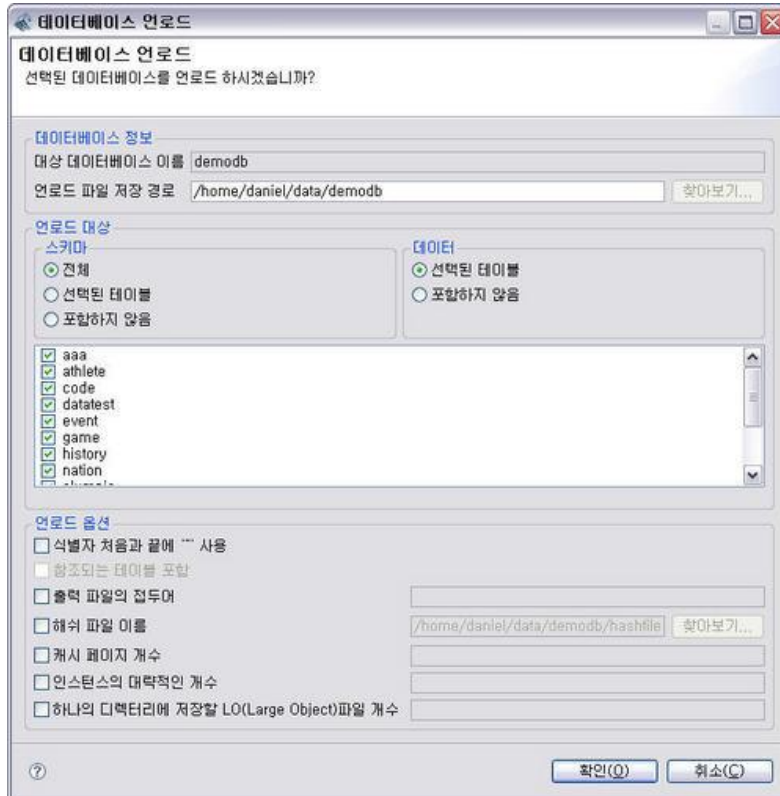 데이터베이스 언로드
데이터베이스 언로드
선택된 데이터베이스를 언로드 하시겠습니까?
데이터베이스 정보
대상 데이터베이스 이름 demodb
언로드 파일 저장 경로 /home/daniel/data/demodb 찾아보기...
언로드 대상
스키마
전체
선택된 테이블
포함하지 않음
데이터
선택된 테이블
포함하지 않음
aaa
athlete
code
datatest
event
game
history
nation
언로드 옵션
식별자 처음과 끝에 "" 사용
참조되는 테이블 포함
출력 파일의 접두어
해쉬 파일 이름 /home/daniel/data/demodb/hashfile 찾아보기...
캐시 페이지 개수
인스턴스의 대략적인 개수
하나의 디렉터리에 저장할 LO(Large Object)파일 개수
확인(O) 취소(C)